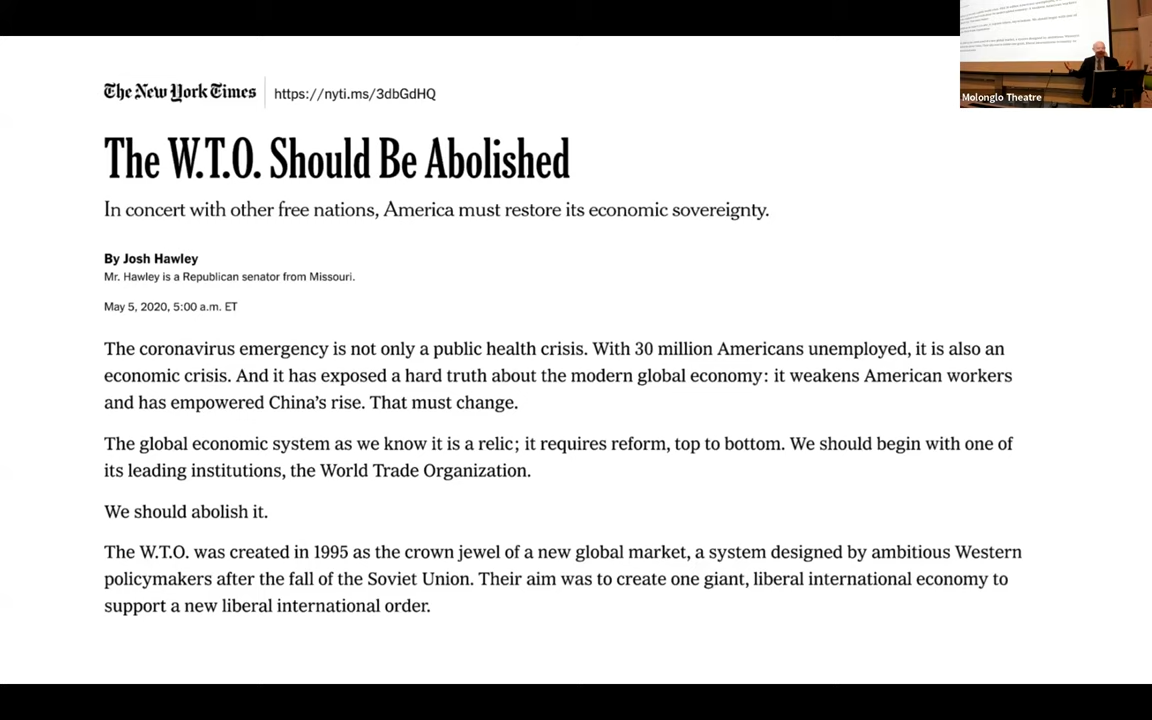 The New York Times
https://nyti.ms/3dbGdHQ
Molonglo Theatre
The W.T.O. Should Be Abolished
In concert with other free nations, America must restore its economic sovereignty.
By Josh Hawley
Mr. Hawley is a Republican senator from Missouri.
May 5, 2020, 5:00 a.m. ET
The coronavirus emergency is not only a public health crisis. With 30 million Americans unemployed, it is also an
economic crisis. And it has exposed a hard truth about the modern global economy: it weakens American workers
and has empowered China's rise. That must change.
The global economic system as we know it is a relic; it requires reform, top to bottom. We should begin with one of
its leading institutions, the World Trade Organization.
We should abolish it.
The W.T.O. was created in 1995 as the crown jewel of a new global market, a system designed by ambitious Western
policymakers after the fall of the Soviet Union. Their aim was to create one giant, liberal international economy to
support a new liberal international order.